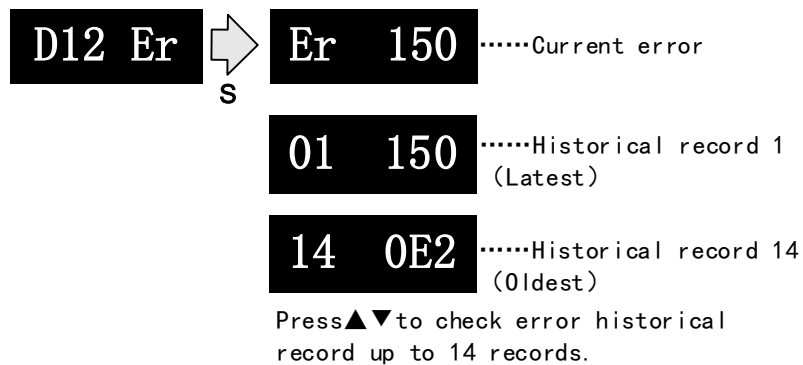 D12 Er
S
Er 150 ⋯⋯Current error
01 150 ⋯⋯Historical record 1
(Latest)
14 0E2 ⋯⋯Historical record 14
(Oldest)
Press▲▼to check error historical
record up to 14 records.